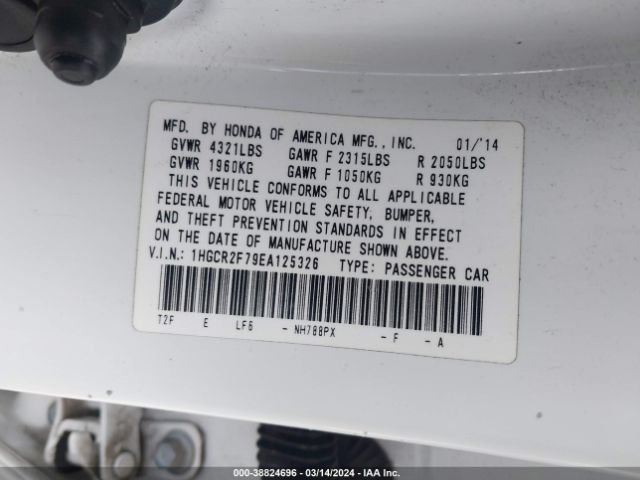 MFD. BY HONDA OF AMERICA MFG., INC. 01/'14
GVWR 4321LBS GAWR F 2315LBS R 2050LBS
GVWR 1960KG GAWR F 1050KG R 930KG
THIS VEHICLE CONFORMS TO ALL APPLICABLE
FEDERAL MOTOR VEHICLE SAFETY, BUMPER,
AND THEFT PREVENTION STANDARDS IN EFFECT
ON THE DATE OF MANUFACTURE SHOWN ABOVE.
V.I.N.: 1HGCR2F79EA125326 TYPE: PASSENGER CAR
T2F E LF6 - NH788PX - F - A
000-38824696 - 03/14/2024 - IAA Inc.